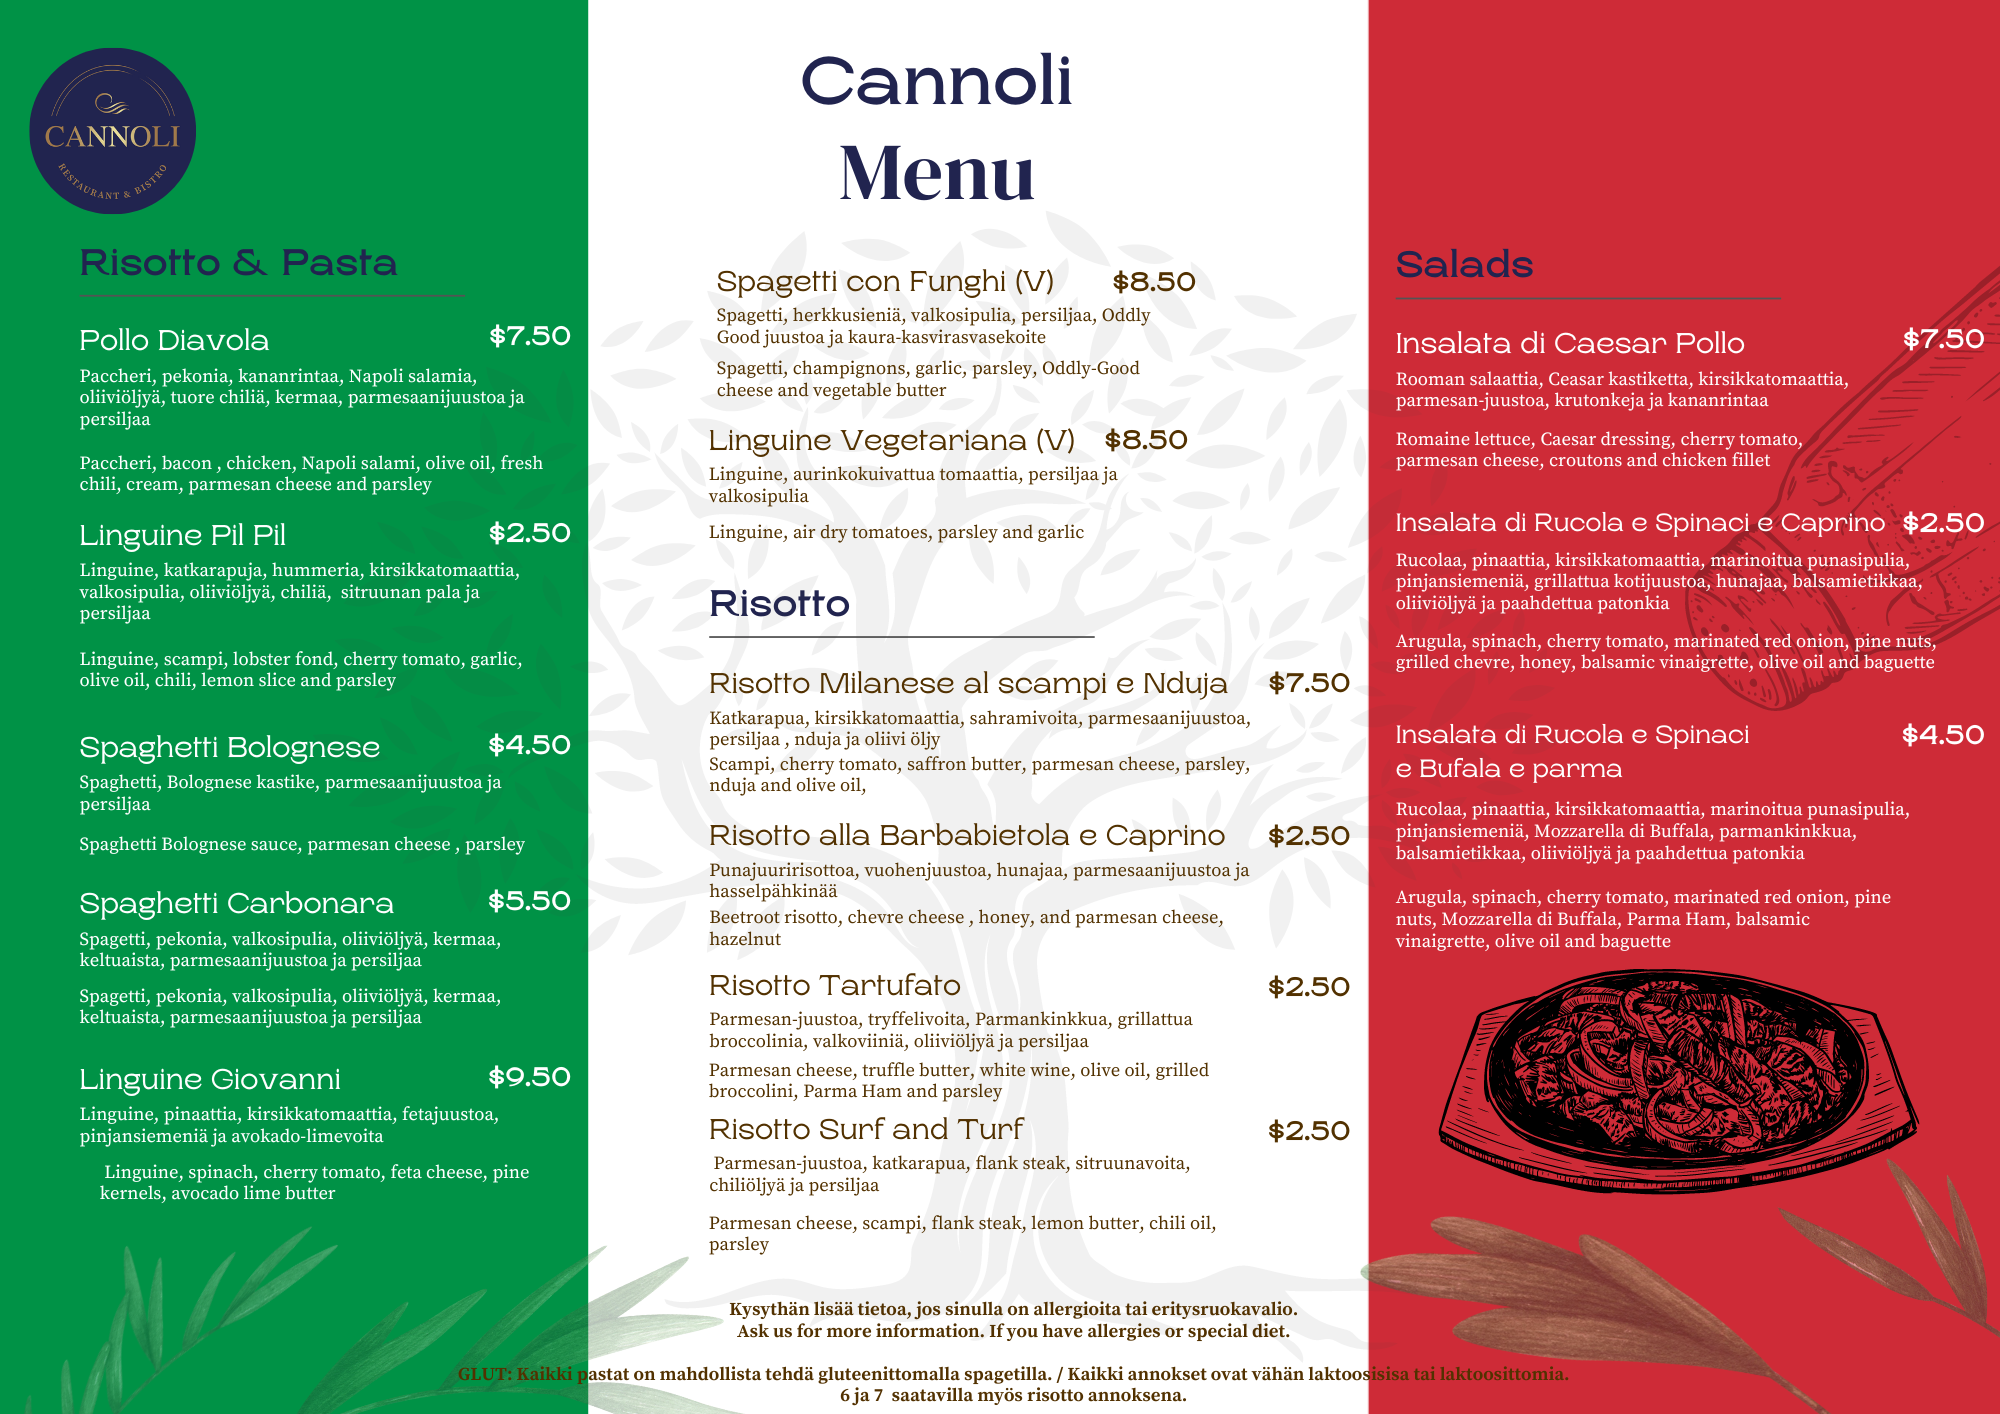 CANNOLI
RESTAURANT & BISTRO
Cannoli
Menu
Risotto & Pasta
Pollo Diavola $7.50
Paccheri, pekonia, kananrintaa, Napoli salamia,
oliiviöljyä, tuore chiliä, kermaa, parmesaanijuustoa ja
persiljaa
Paccheri, bacon , chicken, Napoli salami, olive oil, fresh
chili, cream, parmesan cheese and parsley
Linguine Pil Pil $2.50
Linguine, katkarapuja, hummeria, kirsikkatomaattia,
valkosipulia, oliiviöljyä, chiliä,  sitruunan pala ja
persiljaa
Linguine, scampi, lobster fond, cherry tomato, garlic,
olive oil, chili, lemon slice and parsley
Spaghetti Bolognese $4.50
Spaghetti, Bolognese kastike, parmesaanijuustoa ja
persiljaa
Spaghetti Bolognese sauce, parmesan cheese , parsley
Spaghetti Carbonara $5.50
Spagetti, pekonia, valkosipulia, oliiviöljyä, kermaa,
keltuaista, parmesaanijuustoa ja persiljaa
Spagetti, pekonia, valkosipulia, oliiviöljyä, kermaa,
keltuaista, parmesaanijuustoa ja persiljaa
Linguine Giovanni $9.50
Linguine, pinaattia, kirsikkatomaattia, fetajuustoa,
pinjansiemeniä ja avokado-limevoita
Linguine, spinach, cherry tomato, feta cheese, pine
kernels, avocado lime butter
Spagetti con Funghi (V) $8.50
Spagetti, herkkusieniä, valkosipulia, persiljaa, Oddly
Good juustoa ja kaura-kasvirasvasekoite
Spagetti, champignons, garlic, parsley, Oddly-Good
cheese and vegetable butter
Linguine Vegetariana (V) $8.50
Linguine, aurinkokuivattua tomaattia, persiljaa ja
valkosipulia
Linguine, air dry tomatoes, parsley and garlic
Risotto
Risotto Milanese al scampi e Nduja $7.50
Katkarapua, kirsikkatomaattia, sahramivoita, parmesaanijuustoa,
persiljaa , nduja ja oliivi öljy
Scampi, cherry tomato, saffron butter, parmesan cheese, parsley,
nduja and olive oil,
Risotto alla Barbabietola e Caprino $2.50
Punajuuririsottoa, vuohenjuustoa, hunajaa, parmesaanijuustoa ja
hasselpähkinää
Beetroot risotto, chevre cheese , honey, and parmesan cheese,
hazelnut
Risotto Tartufato $2.50
Parmesan-juustoa, tryffelivoita, Parmankinkkua, grillattua
broccolinia, valkoviiniä, oliiviöljyä ja persiljaa
Parmesan cheese, truffle butter, white wine, olive oil, grilled
broccolini, Parma Ham and parsley
Risotto Surf and Turf $2.50
Parmesan-juustoa, katkarapua, flank steak, sitruunavoita,
chiliöljyä ja persiljaa
Parmesan cheese, scampi, flank steak, lemon butter, chili oil,
parsley
Salads
Insalata di Caesar Pollo $7.50
Rooman salaattia, Ceasar kastiketta, kirsikkatomaattia,
parmesan-juustoa, krutonkeja ja kananrintaa
Romaine lettuce, Caesar dressing, cherry tomato,
parmesan cheese, croutons and chicken fillet
Insalata di Rucola e Spinaci e Caprino $2.50
Rucolaa, pinaattia, kirsikkatomaattia, marinoitua punasipulia,
pinjansiemeniä, grillattua kotijuustoa, hunajaa, balsamietikkaa,
oliiviöljyä ja paahdettua patonkia
Arugula, spinach, cherry tomato, marinated red onion, pine nuts,
grilled chevre, honey, balsamic vinaigrette, olive oil and baguette
Insalata di Rucola e Spinaci $4.50
e Bufala e parma
Rucolaa, pinaattia, kirsikkatomaattia, marinoitua punasipulia,
pinjansiemeniä, Mozzarella di Buffala, parmankinkkua,
balsamietikkaa, oliiviöljyä ja paahdettua patonkia
Arugula, spinach, cherry tomato, marinated red onion, pine
nuts, Mozzarella di Buffala, Parma Ham, balsamic
vinaigrette, olive oil and baguette
Kysythän lisää tietoa, jos sinulla on allergioita tai eritysruokavalio.
Ask us for more information. If you have allergies or special diet.
GLUT: Kaikki pastat on mahdollista tehdä gluteenittomalla spagetilla. / Kaikki annokset ovat vähän laktoosisisa tai laktoosittomia.
6 ja 7  saatavilla myös risotto annoksena.